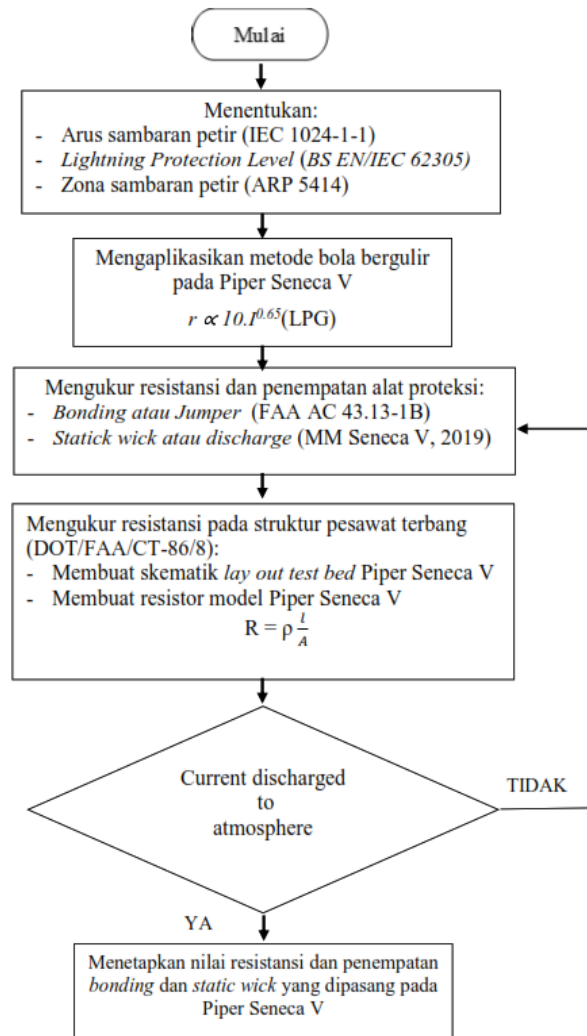 Mulai
Menentukan:
- Arus sambaran petir (IEC 1024-1-1)
- Lightning Protection Level (BS EN/IEC 62305)
- Zona sambaran petir (ARP 5414)
Mengaplikasikan metode bola bergulir
pada Piper Seneca V
r ∝ 10.I^0.65 (LPG)
Mengukur resistansi dan penempatan alat proteksi:
- Bonding atau Jumper (FAA AC 43.13-1B)
- Statick wick atau discharge (MM Seneca V, 2019)
Mengukur resistansi pada struktur pesawat terbang
(DOT/FAA/CT-86/8):
- Membuat skematik lay out test bed Piper Seneca V
- Membuat resistor model Piper Seneca V
R = ρ l/A
Current discharged
to
atmosphere
TIDAK
YA
Menetapkan nilai resistansi dan penempatan
bonding dan static wick yang dipasang pada
Piper Seneca V